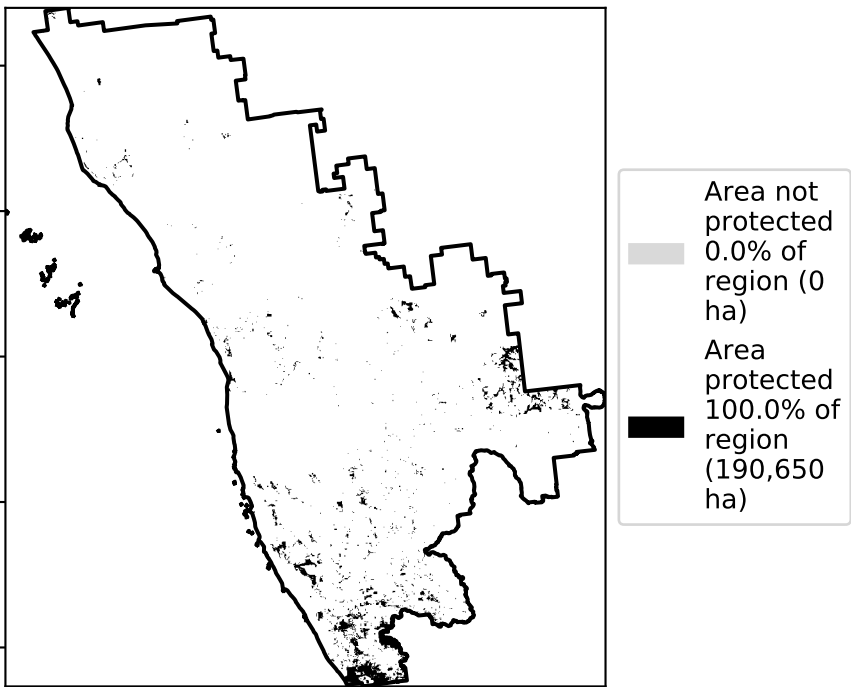 Area not
protected
0.0% of
region (0
ha)
Area
protected
100.0% of
region
(190,650
ha)